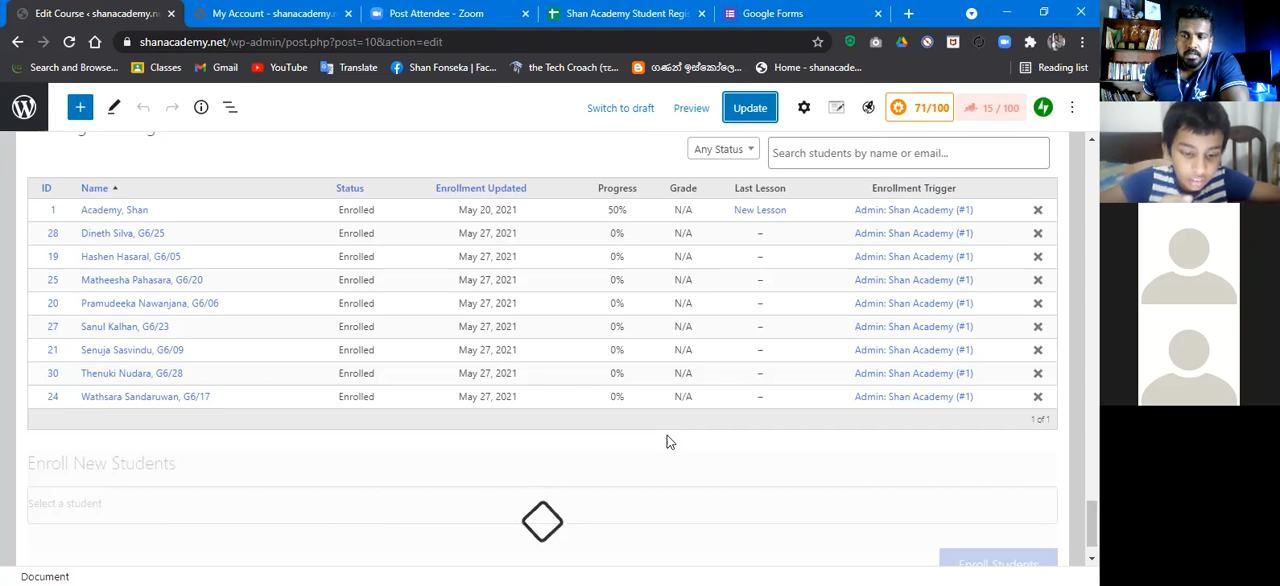 Edit Course ‹ shanacademy.n
My Account - shanacademy.
Post Attendee - Zoom
Shan Academy Student Regi
Google Forms
shanacademy.net/wp-admin/post.php?post=10&action=edit
Search and Browse...
Classes
Gmail
YouTube
Translate
Shan Fonseka | Fac...
the Tech Coach (පෙ...
Home - shanacade...
Reading list
Switch to draft
Preview
Update
71/100
15 / 100
Any Status
Search students by name or email...
ID Name Status Enrollment Updated Progress Grade Last Lesson Enrollment Trigger
1 Academy, Shan Enrolled May 20, 2021 50% N/A New Lesson Admin: Shan Academy (#1)
28 Dineth Silva, G6/25 Enrolled May 27, 2021 0% N/A – Admin: Shan Academy (#1)
19 Hashen Hasaral, G6/05 Enrolled May 27, 2021 0% N/A – Admin: Shan Academy (#1)
25 Matheesha Pahasara, G6/20 Enrolled May 27, 2021 0% N/A – Admin: Shan Academy (#1)
20 Pramudeeka Nawanjana, G6/06 Enrolled May 27, 2021 0% N/A – Admin: Shan Academy (#1)
27 Sanul Kalhan, G6/23 Enrolled May 27, 2021 0% N/A – Admin: Shan Academy (#1)
21 Senuja Sasvindu, G6/09 Enrolled May 27, 2021 0% N/A – Admin: Shan Academy (#1)
30 Thenuki Nudara, G6/28 Enrolled May 27, 2021 0% N/A – Admin: Shan Academy (#1)
24 Wathsara Sandaruwan, G6/17 Enrolled May 27, 2021 0% N/A – Admin: Shan Academy (#1)
1 of 1
Enroll New Students
Select a student
Enroll Students
Document